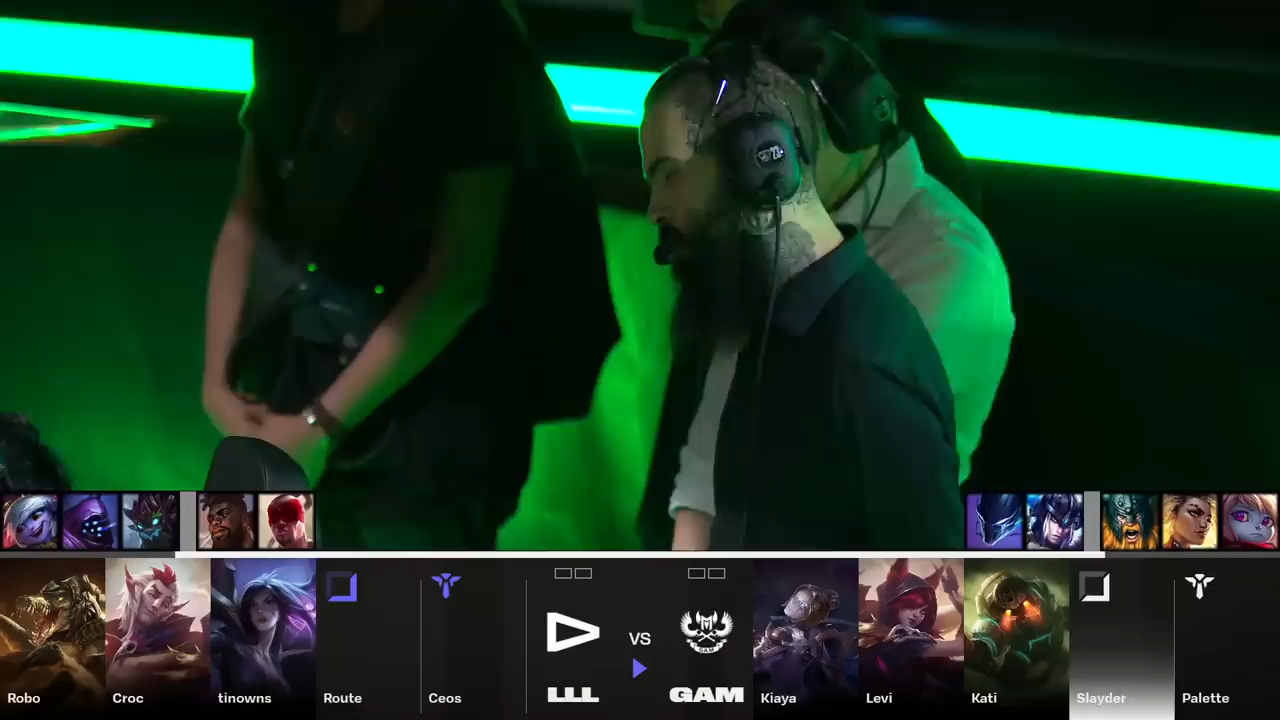 VS
LLL
GAM
Robo
Croc
tinowns
Route
Ceos
Kiaya
Levi
Kati
Slayder
Palette